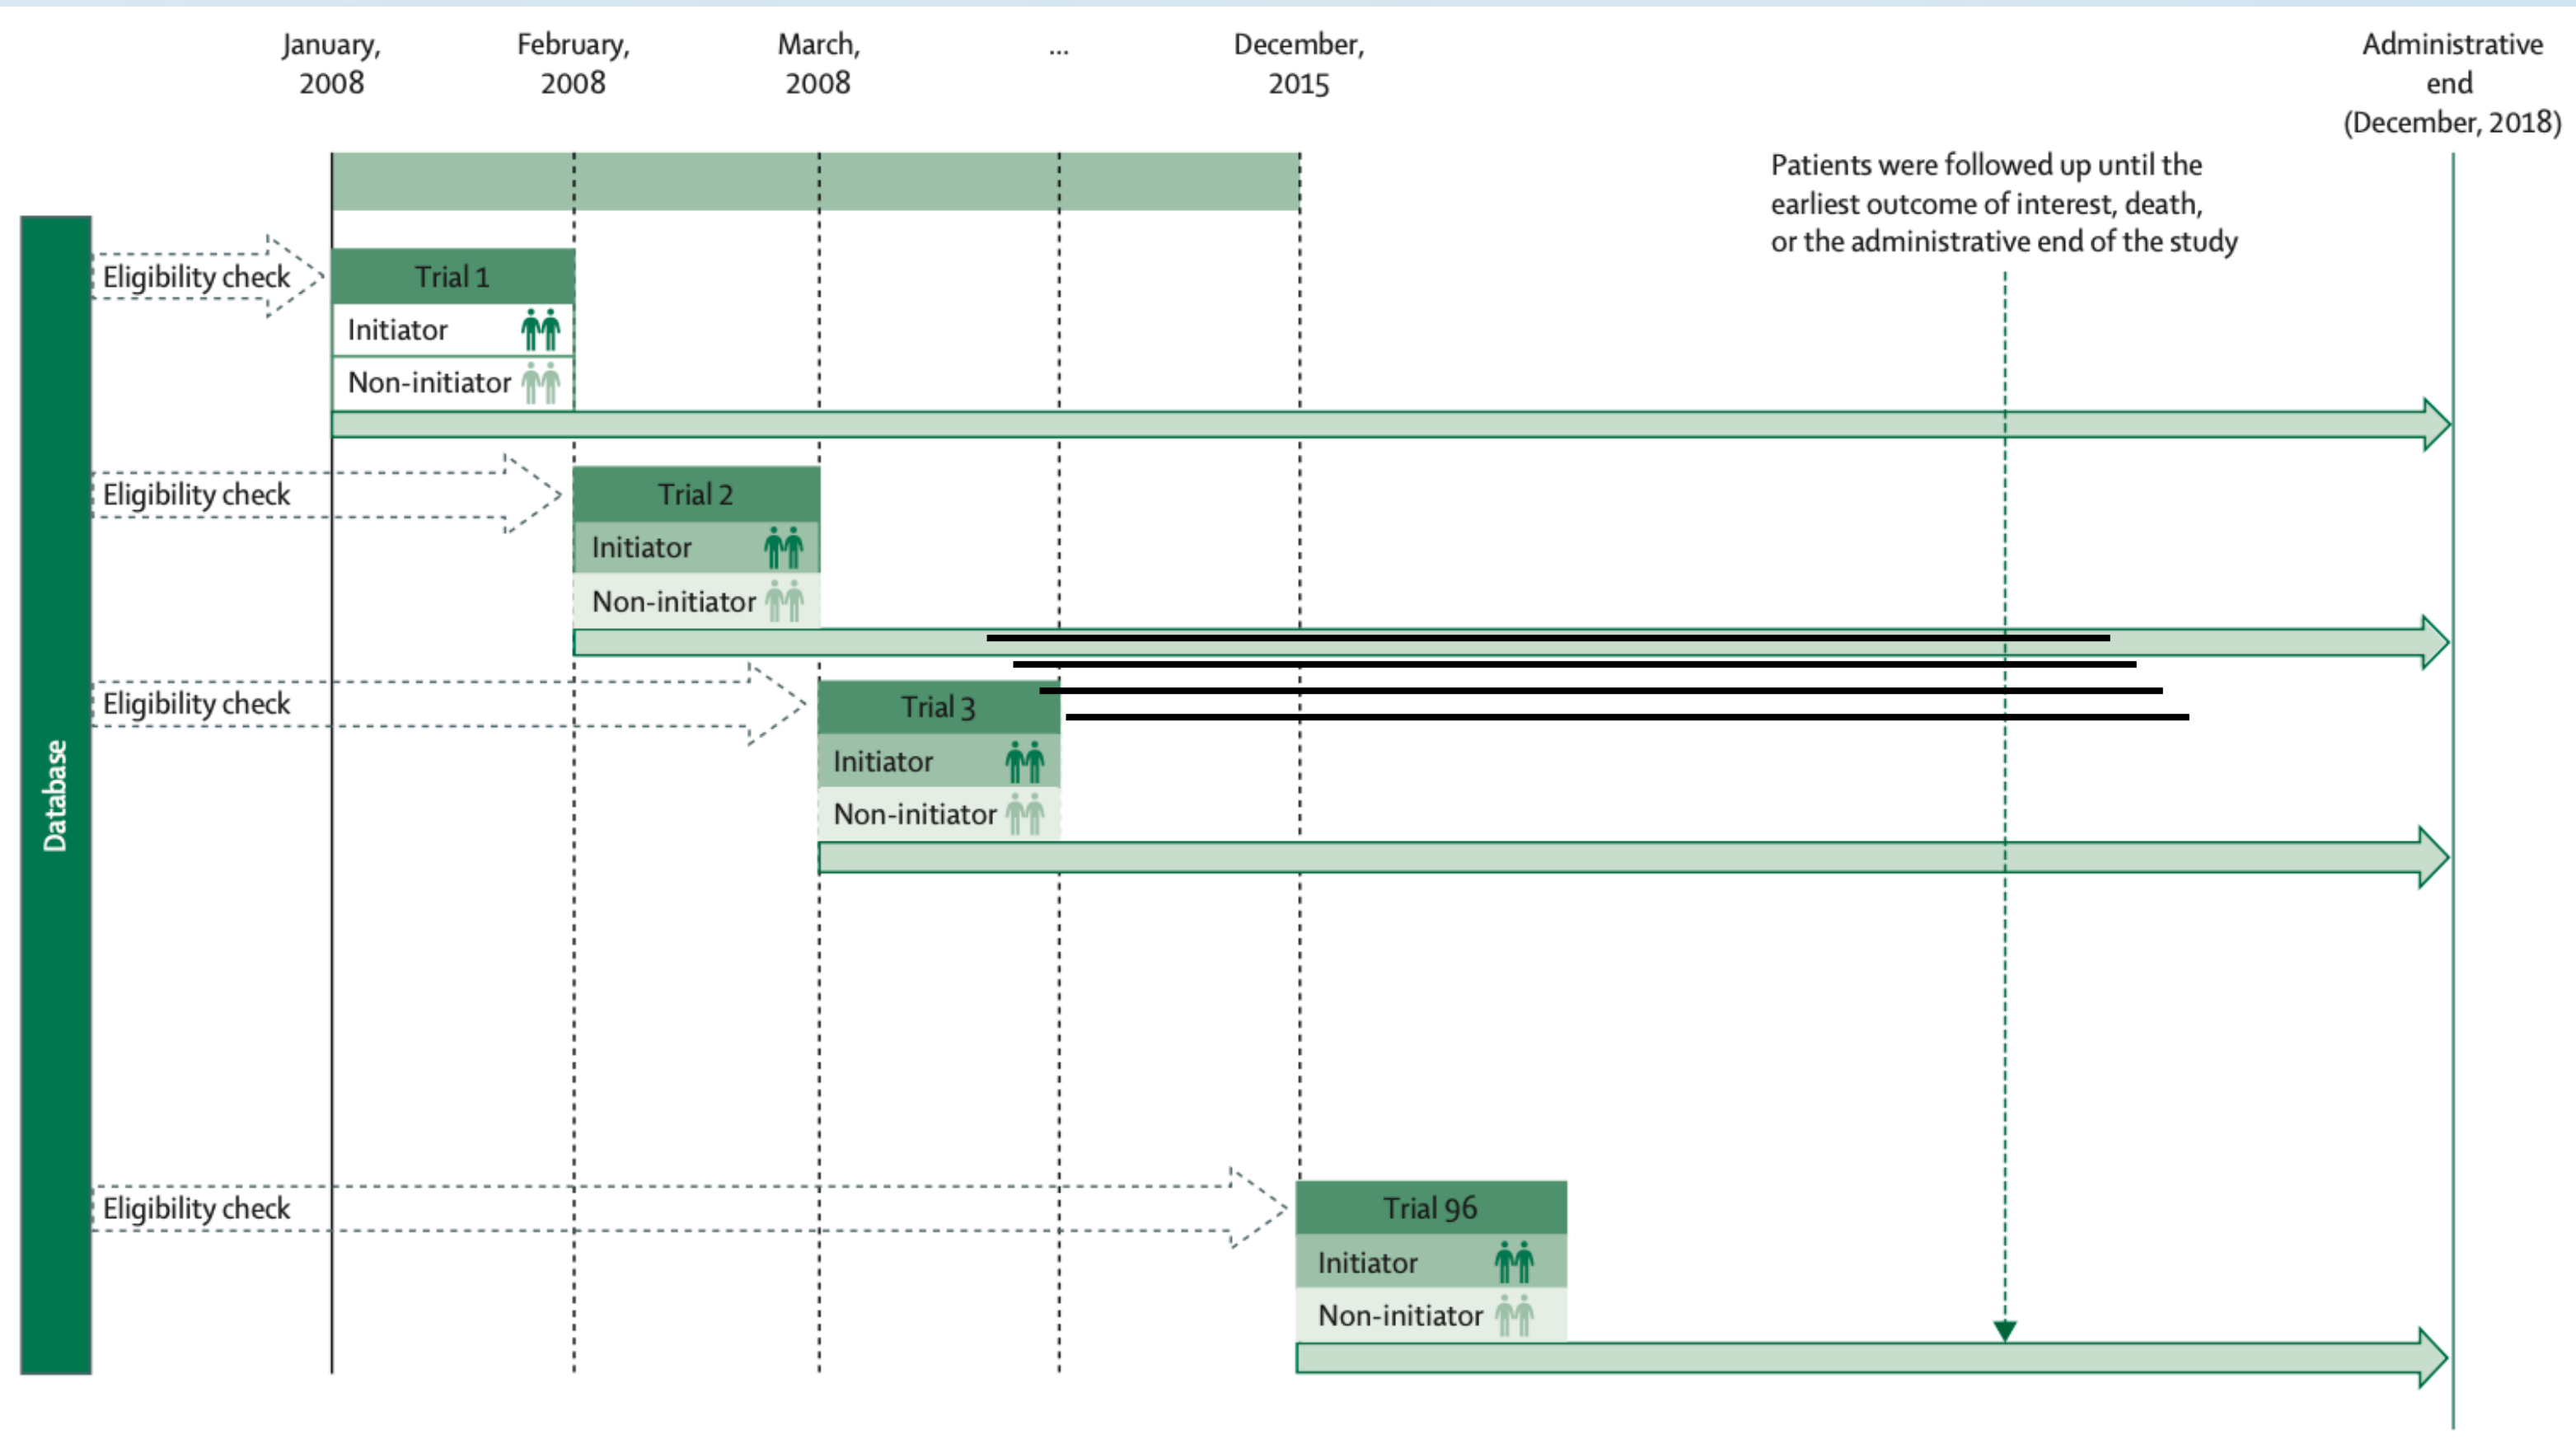 January,
2008
February,
2008
March,
2008
...
December,
2015
Administrative
end
(December, 2018)
Patients were followed up until the
earliest outcome of interest, death,
or the administrative end of the study
Database
Eligibility check
Trial 1
Initiator
Non-initiator
Eligibility check
Trial 2
Initiator
Non-initiator
Eligibility check
Trial 3
Initiator
Non-initiator
Eligibility check
Trial 96
Initiator
Non-initiator